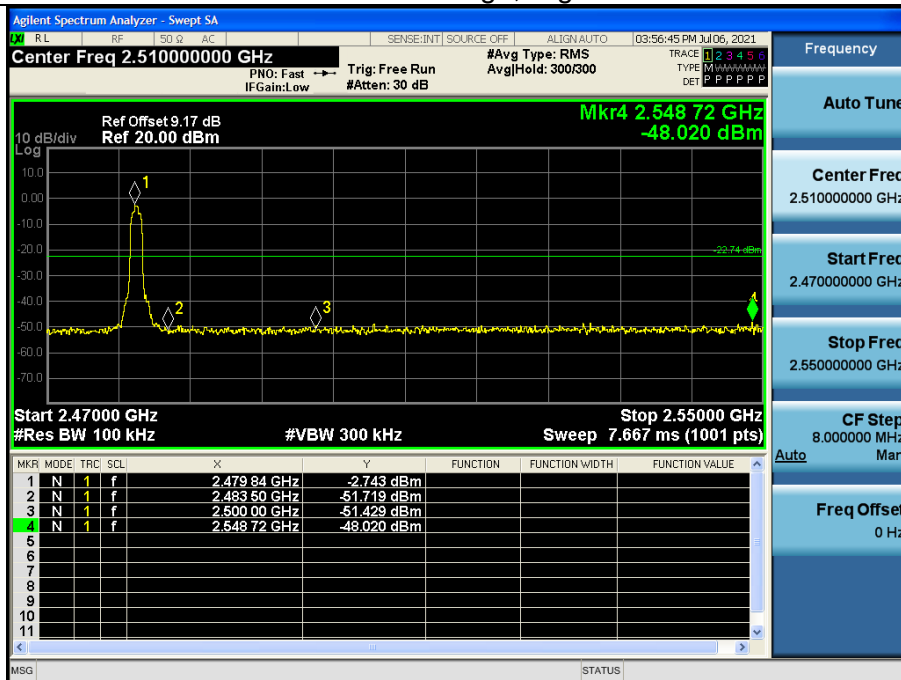 Agilent Spectrum Analyzer - Swept SA
LXI RL RF 50 Ω AC SENSE:INT SOURCE OFF ALIGN AUTO 03:56:45 PM Jul 06, 2021
Center Freq 2.510000000 GHz
PNO: Fast
IFGain:Low
Trig: Free Run
#Atten: 30 dB
#Avg Type: RMS
Avg|Hold: 300/300
TRACE 1 2 3 4 5 6
TYPE M WWWWW
DET P P P P P P
Frequency
Auto Tune
Center Freq
2.510000000 GHz
Start Freq
2.470000000 GHz
Stop Freq
2.550000000 GHz
CF Step
8.000000 MHz
Auto Man
Freq Offset
0 Hz
Mkr4 2.548 72 GHz
-48.020 dBm
Ref Offset 9.17 dB
10 dB/div Ref 20.00 dBm
Log
10.0
0.00
-10.0
-20.0
-30.0
-40.0
-50.0
-60.0
-70.0
1
2
3
4
-22.74 dBm
Start 2.47000 GHz Stop 2.55000 GHz
#Res BW 100 kHz #VBW 300 kHz Sweep 7.667 ms (1001 pts)
MKR MODE TRC SCL X Y FUNCTION FUNCTION WIDTH FUNCTION VALUE
1 N 1 f 2.479 84 GHz -2.743 dBm
2 N 1 f 2.483 50 GHz -51.719 dBm
3 N 1 f 2.500 00 GHz -51.429 dBm
4 N 1 f 2.548 72 GHz -48.020 dBm
5
6
7
8
9
10
11
MSG STATUS